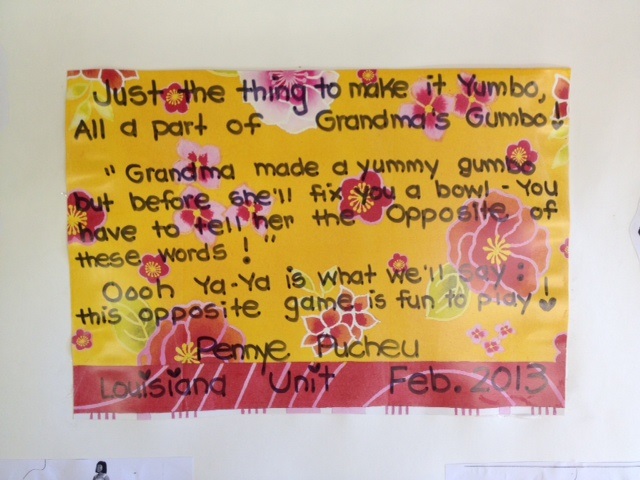 Just the thing to make it Yumbo,
All a part of Grandma's Gumbo!
"Grandma made a yummy gumbo
but before she'll fix you a bowl - You
have to tell her the Opposite of
these words!"
Oooh Ya-Ya is what we'll say:
this opposite game is fun to play!
Pennye Pucheu
Louisiana Unit Feb. 2013